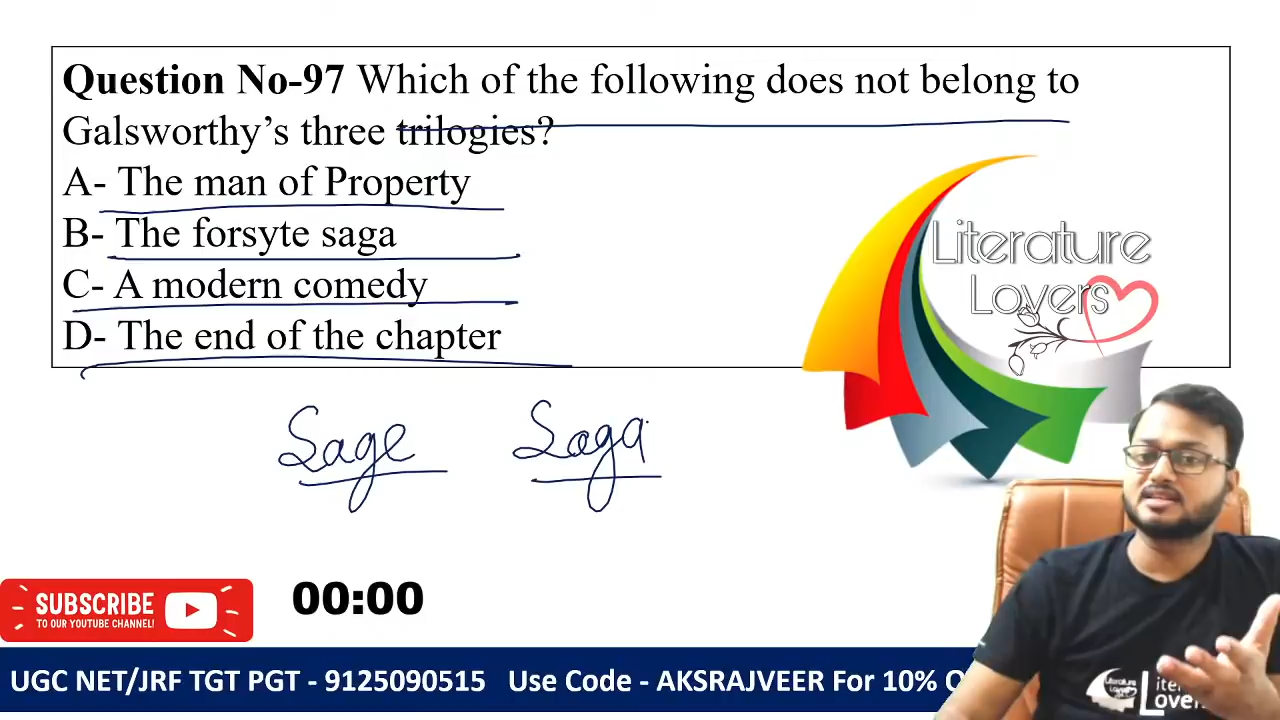 Question No-97 Which of the following does not belong to
Galsworthy’s three trilogies?
A- The man of Property
B- The forsyte saga
C- A modern comedy
D- The end of the chapter
Literature
Lovers
Sage Saga
SUBSCRIBE
TO OUR YOUTUBE CHANNEL!
00:00
UGC NET/JRF TGT PGT - 9125090515 Use Code - AKSRAJVEER For 10% O